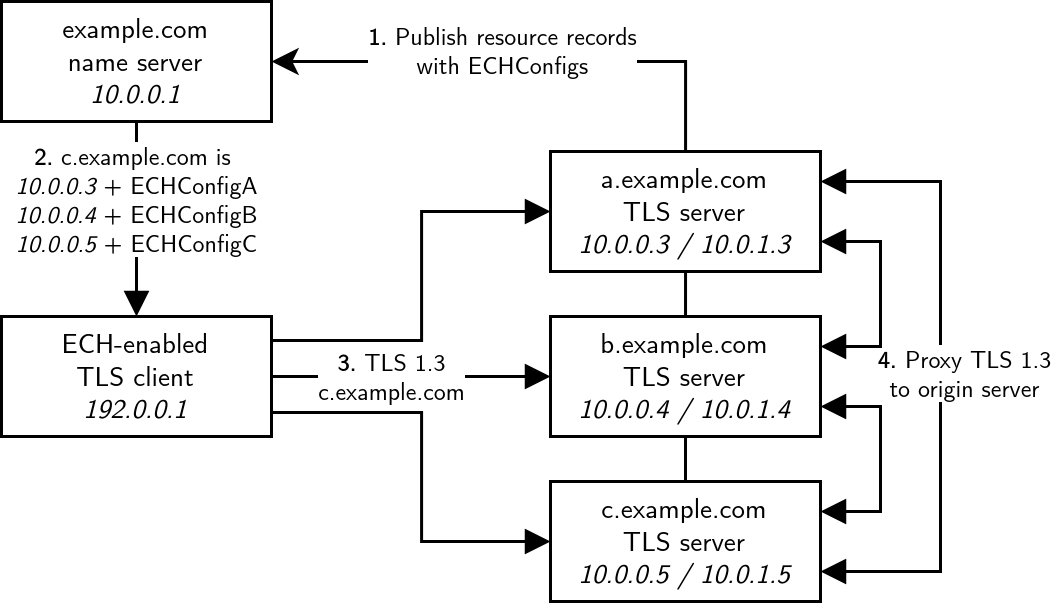 example.com
name server
10.0.0.1
1. Publish resource records
with ECHConfigs
2. c.example.com is
10.0.0.3 + ECHConfigA
10.0.0.4 + ECHConfigB
10.0.0.5 + ECHConfigC
a.example.com
TLS server
10.0.0.3 / 10.0.1.3
ECH-enabled
TLS client
192.0.0.1
3. TLS 1.3
c.example.com
b.example.com
TLS server
10.0.0.4 / 10.0.1.4
4. Proxy TLS 1.3
to origin server
c.example.com
TLS server
10.0.0.5 / 10.0.1.5